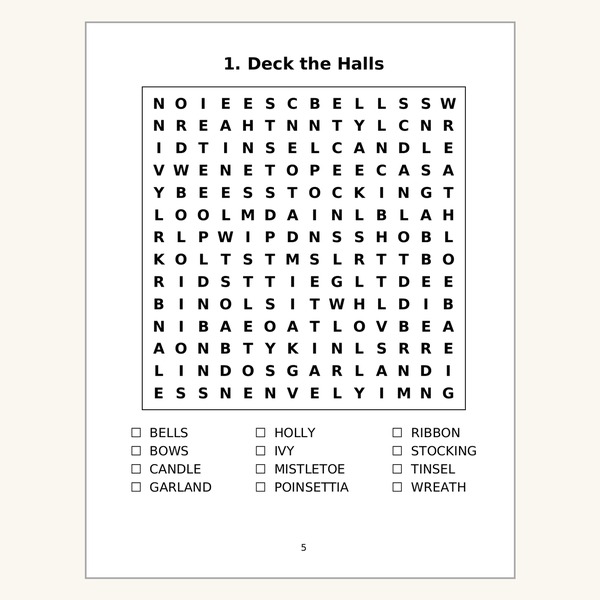 1. Deck the Halls
N O I E E S C B E L L S S W
N R E A H T N N T Y L C N R
I D T I N S E L C A N D L E
V W E N E T O P E E C A S A
Y B E E S S T O C K I N G T
L O O L M D A I N L B L A H
R L P W I P D N S S H O B L
K O L T S T M S L R T T B O
R I D S T T I E G L T D E E
B I N O L S I T W H L D I B
N I B A E O A T L O V B E A
A O N B T Y K I N L S R R E
L I N D O S G A R L A N D I
E S S N E N V E L Y I M N G
☐ BELLS ☐ HOLLY ☐ RIBBON
☐ BOWS ☐ IVY ☐ STOCKING
☐ CANDLE ☐ MISTLETOE ☐ TINSEL
☐ GARLAND ☐ POINSETTIA ☐ WREATH
5